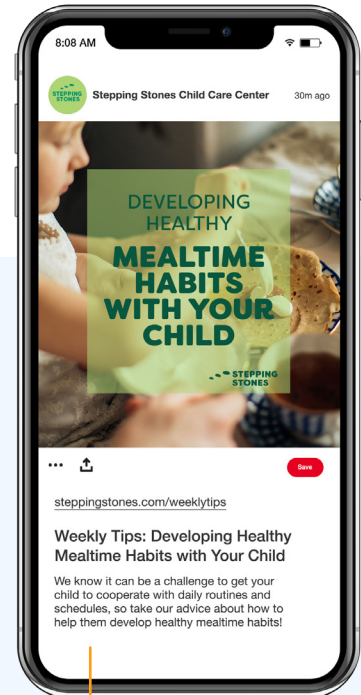 8:08 AM
STEPPING
STONES
Stepping Stones Child Care Center 30m ago
DEVELOPING
HEALTHY
MEALTIME
HABITS
WITH YOUR
CHILD
STEPPING
STONES
Save
steppingstones.com/weeklytips
Weekly Tips: Developing Healthy
Mealtime Habits with Your Child
We know it can be a challenge to get your
child to cooperate with daily routines and
schedules, so take our advice about how to
help them develop healthy mealtime habits!